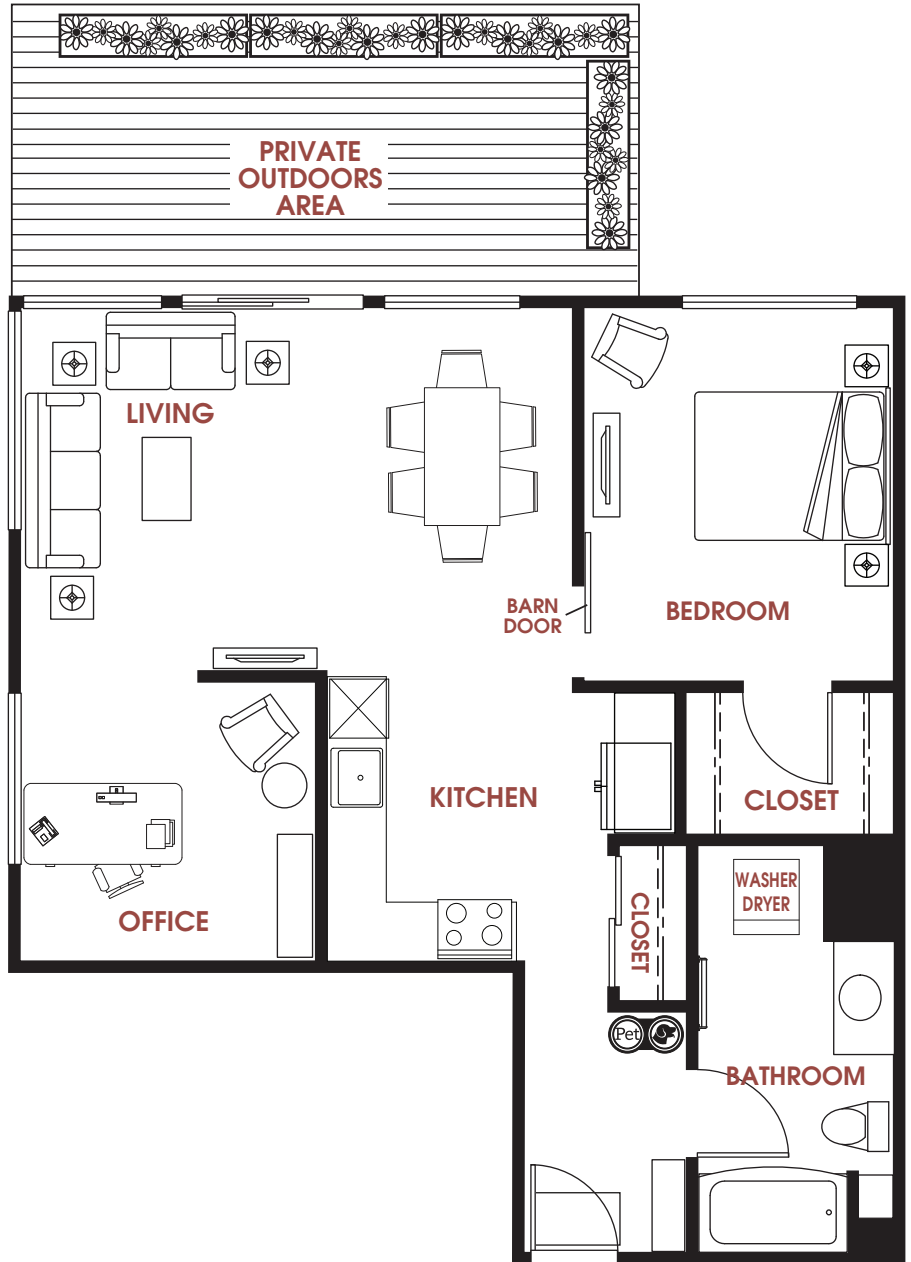 PRIVATE
OUTDOORS
AREA
LIVING
BARN
DOOR
BEDROOM
KITCHEN
CLOSET
OFFICE
CLOSET
WASHER
DRYER
Pet
BATHROOM